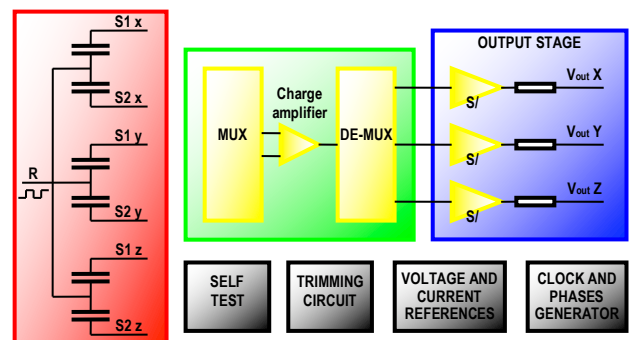 S1 x
S2 x
S1 y
R
S2 y
S1 z
S2 z
MUX
Charge
amplifier
DE-MUX
OUTPUT STAGE
S/
Vout X
S/
Vout Y
S/
Vout Z
SELF
TEST
TRIMMING
CIRCUIT
VOLTAGE AND
CURRENT
REFERENCES
CLOCK AND
PHASES
GENERATOR